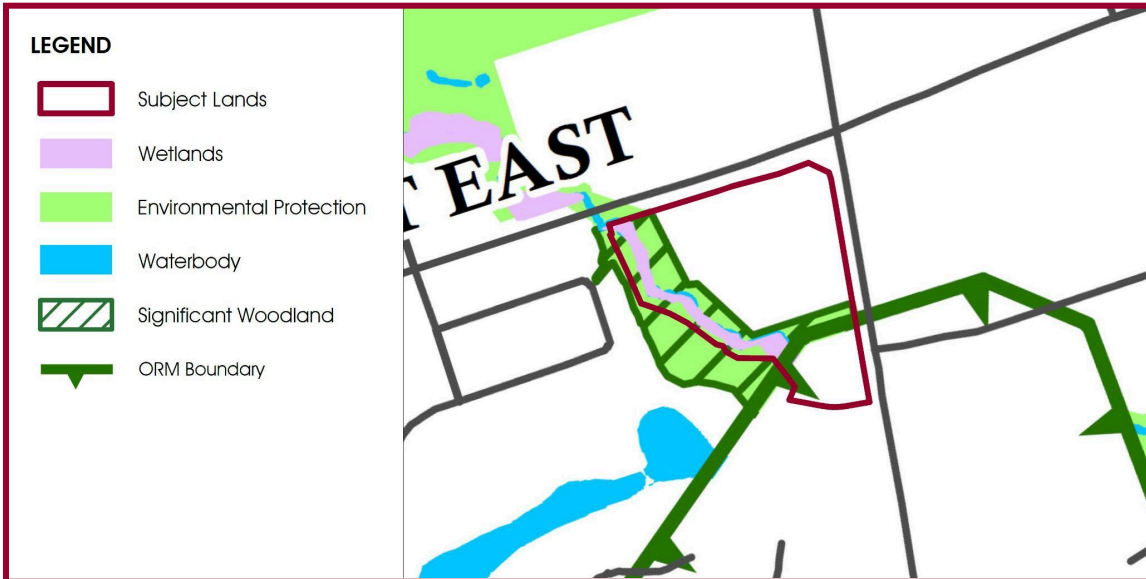 LEGEND
Subject Lands
Wetlands
Environmental Protection
Waterbody
Significant Woodland
ORM Boundary
T EAST